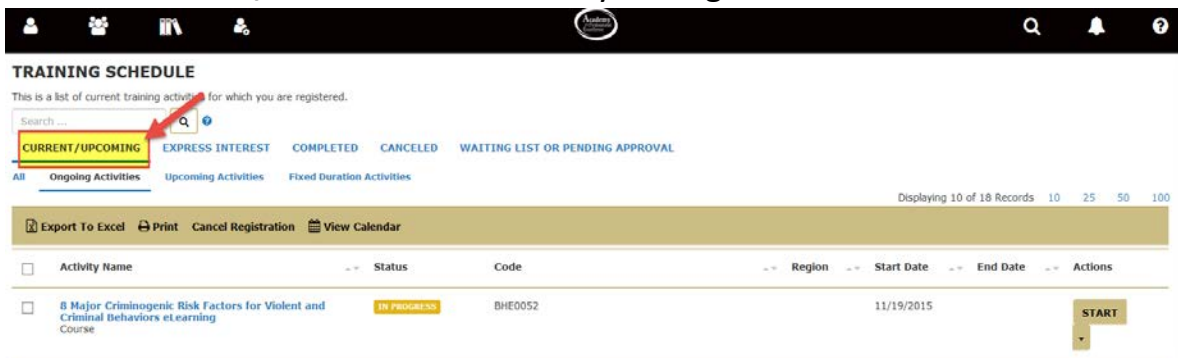 Academy
TRAINING SCHEDULE
This is a list of current training activities for which you are registered.
Search ...
CURRENT/UPCOMING EXPRESS INTEREST COMPLETED CANCELED WAITING LIST OR PENDING APPROVAL
All Ongoing Activities Upcoming Activities Fixed Duration Activities
Displaying 10 of 18 Records 10 25 50 100
Export To Excel Print Cancel Registration View Calendar
Activity Name Status Code Region Start Date End Date Actions
8 Major Criminogenic Risk Factors for Violent and IN PROGRESS BHE0052 11/19/2015 START
Criminal Behaviors eLearning
Course